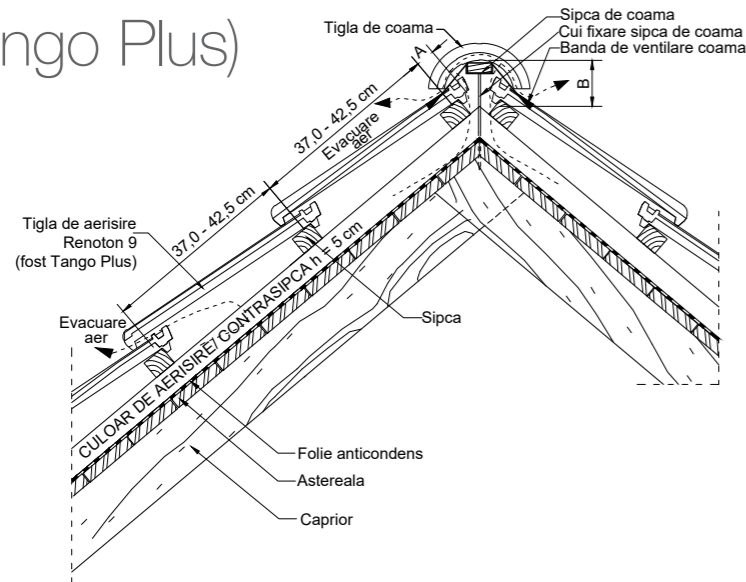 ngo Plus)
Tigla de coama
Sipca de coama
Cui fixare sipca de coama
Banda de ventilare coama
A
B
37,0 - 42,5 cm
Evacuare
aer
37,0 - 42,5 cm
Tigla de aerisire
Renoton 9
(fost Tango Plus)
Evacuare
aer
CULOAR DE AERISIRE/ CONTRASIPCA h = 5 cm
Sipca
Folie anticondens
Astereala
Caprior